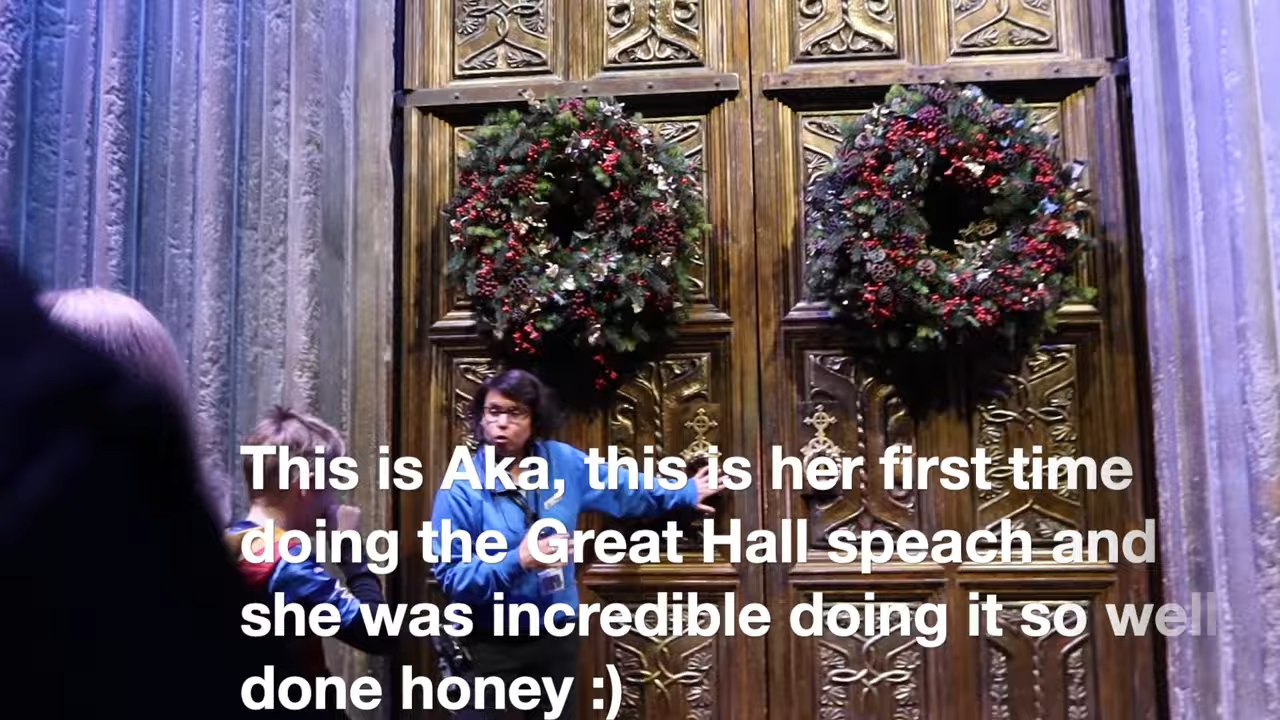 This is Aka, this is her first time
doing the Great Hall speach and
she was incredible doing it so well
done honey :)